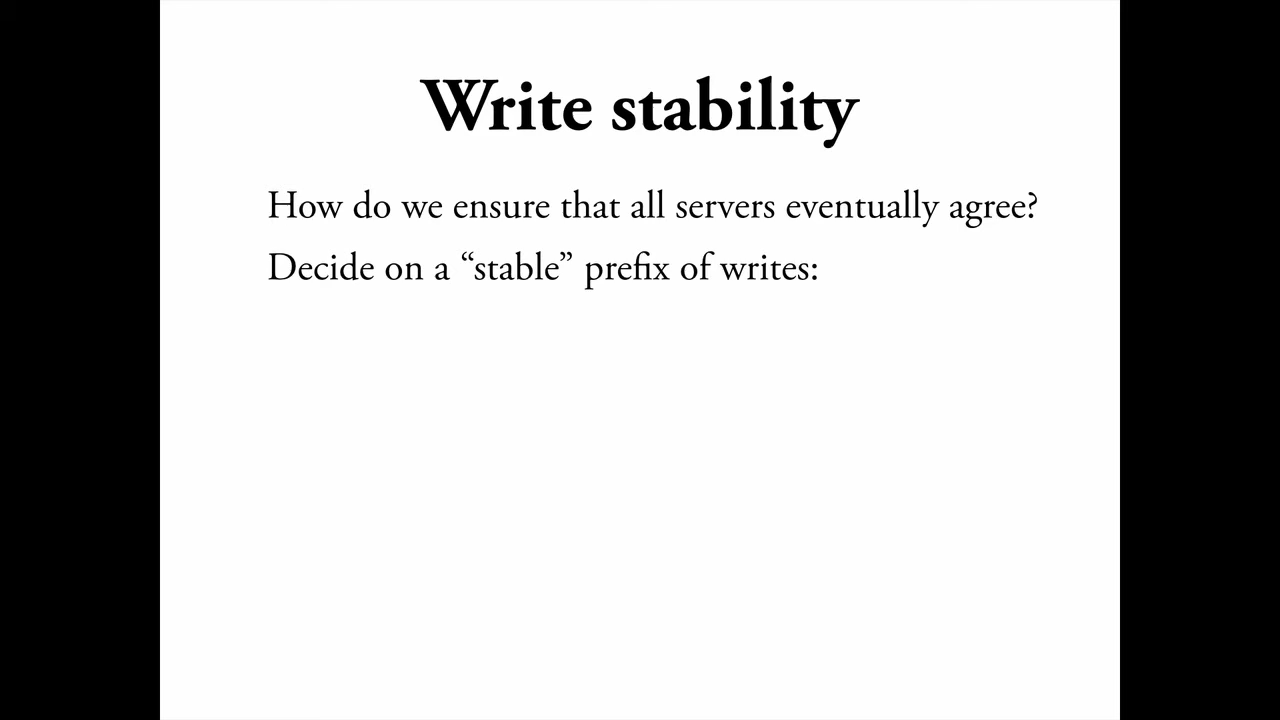 Write stability
How do we ensure that all servers eventually agree?
Decide on a “stable” prefix of writes: